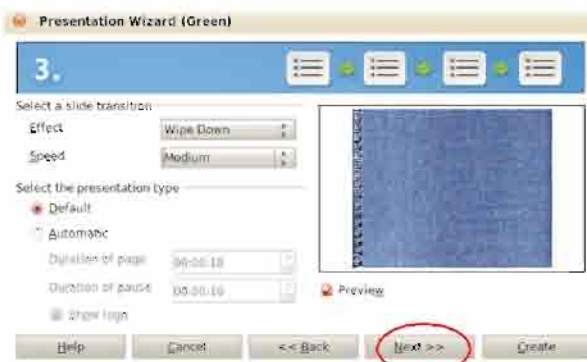 Presentation Wizard (Green)
3.
Select a slide transition
Effect Wipe Down
Speed Medium
Select the presentation type
Default
Automatic
Duration of page 00:00:10
Duration of pause 00:00:10
Show logo
Preview
Help Cancel << Back Next >> Create